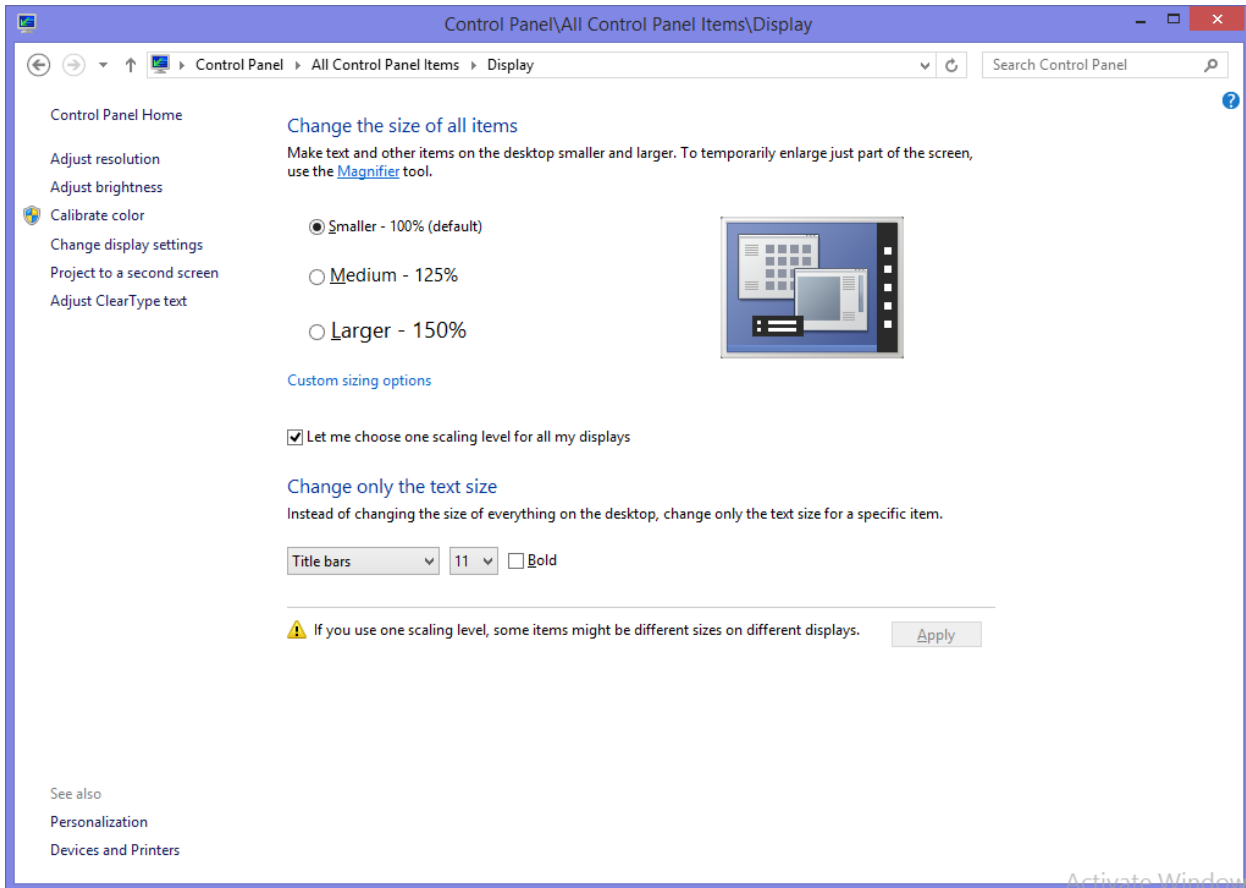 Control Panel\All Control Panel Items\Display
Control Panel All Control Panel Items Display
Search Control Panel
Control Panel Home
Adjust resolution
Adjust brightness
Calibrate color
Change display settings
Project to a second screen
Adjust ClearType text
Change the size of all items
Make text and other items on the desktop smaller and larger. To temporarily enlarge just part of the screen,
use the Magnifier tool.
Smaller - 100% (default)
Medium - 125%
Larger - 150%
Custom sizing options
Let me choose one scaling level for all my displays
Change only the text size
Instead of changing the size of everything on the desktop, change only the text size for a specific item.
Title bars 11 Bold
If you use one scaling level, some items might be different sizes on different displays.
Apply
See also
Personalization
Devices and Printers
Activate Window